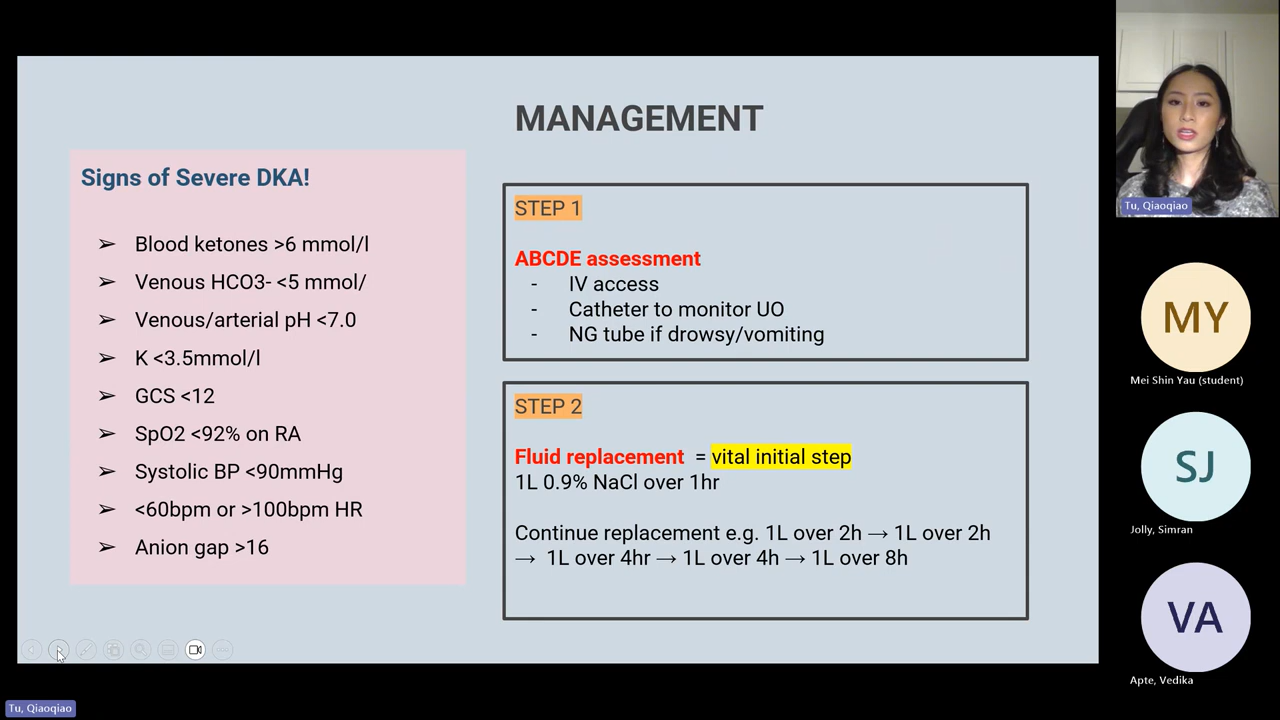 MANAGEMENT
Signs of Severe DKA!
➢ Blood ketones >6 mmol/l
➢ Venous HCO3- <5 mmol/
➢ Venous/arterial pH <7.0
➢ K <3.5mmol/l
➢ GCS <12
➢ SpO2 <92% on RA
➢ Systolic BP <90mmHg
➢ <60bpm or >100bpm HR
➢ Anion gap >16
STEP 1
ABCDE assessment
- IV access
- Catheter to monitor UO
- NG tube if drowsy/vomiting
STEP 2
Fluid replacement = vital initial step
1L 0.9% NaCl over 1hr
Continue replacement e.g. 1L over 2h → 1L over 2h
→ 1L over 4hr → 1L over 4h → 1L over 8h
Tu, Qiaoqiao
MY
Mei Shin Yau (student)
SJ
Jolly, Simran
VA
Apte, Vedika
Tu, Qiaoqiao